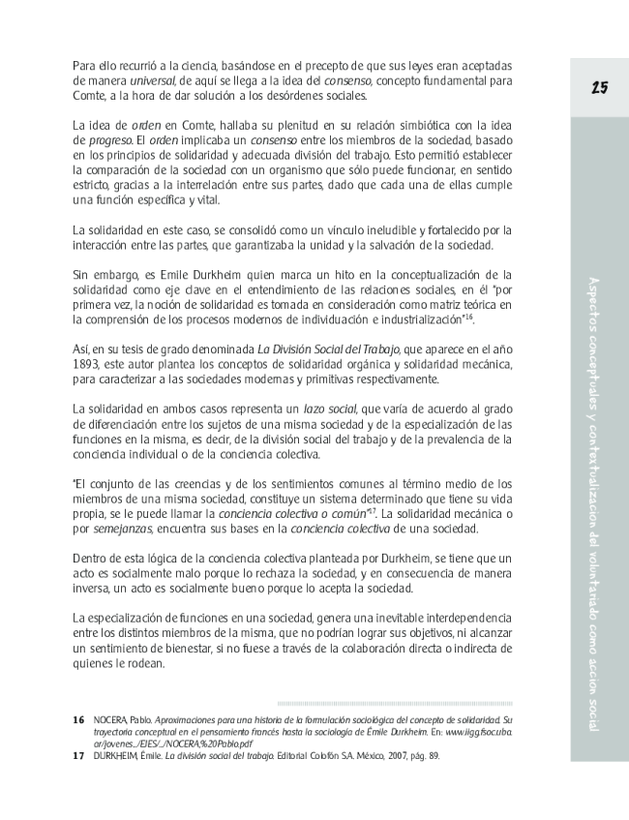 Para ello recurrió a la ciencia, basándose en el precepto de que sus leyes eran aceptadas
de manera universal, de aquí se llega a la idea del consenso, concepto fundamental para
Comte, a la hora de dar solución a los desórdenes sociales.
La idea de orden en Comte, hallaba su plenitud en su relación simbiótica con la idea
de progreso. El orden implicaba un consenso entre los miembros de la sociedad, basado
en los principios de solidaridad y adecuada división del trabajo. Esto permitió establecer
la comparación de la sociedad con un organismo que sólo puede funcionar, en sentido
estricto, gracias a la interrelación entre sus partes, dado que cada una de ellas cumple
una función específica y vital.
La solidaridad en este caso, se consolidó como un vínculo ineludible y fortalecido por la
interacción entre las partes, que garantizaba la unidad y la salvación de la sociedad.
Sin embargo, es Emile Durkheim quien marca un hito en la conceptualización de la
solidaridad como eje clave en el entendimiento de las relaciones sociales, en él "por
primera vez, la noción de solidaridad es tomada en consideración como matriz teórica en
la comprensión de los procesos modernos de individuación e industrialización"16.
Así, en su tesis de grado denominada La División Social del Trabajo, que aparece en el año
1893, este autor plantea los conceptos de solidaridad orgánica y solidaridad mecánica,
para caracterizar a las sociedades modernas y primitivas respectivamente.
La solidaridad en ambos casos representa un lazo social, que varía de acuerdo al grado
de diferenciación entre los sujetos de una misma sociedad y de la especialización de las
funciones en la misma, es decir, de la división social del trabajo y de la prevalencia de la
conciencia individual o de la conciencia colectiva.
"El conjunto de las creencias y de los sentimientos comunes al término medio de los
miembros de una misma sociedad, constituye un sistema determinado que tiene su vida
propia, se le puede llamar la conciencia colectiva o común"17. La solidaridad mecánica o
por semejanzas, encuentra sus bases en la conciencia colectiva de una sociedad.
Dentro de esta lógica de la conciencia colectiva planteada por Durkheim, se tiene que un
acto es socialmente malo porque lo rechaza la sociedad, y en consecuencia de manera
inversa, un acto es socialmente bueno porque lo acepta la sociedad.
La especialización de funciones en una sociedad, genera una inevitable interdependencia
entre los distintos miembros de la misma, que no podrían lograr sus objetivos, ni alcanzar
un sentimiento de bienestar, si no fuese a través de la colaboración directa o indirecta de
quienes le rodean.
16 NOCERA, Pablo. Aproximaciones para una historia de la formulación sociológica del concepto de solidaridad. Su
trayectoria conceptual en el pensamiento francés hasta la sociología de Émile Durkheim. En: www.iigg.fsoc.uba.
ar/jovenes.../EJES/.../NOCERA,%20Pablo.pdf
17 DURKHEIM, Émile. La división social del trabajo. Editorial Colofón S.A. México, 2007, pág. 89.
25
Aspectos conceptuales y contextualización del voluntariado como acción social